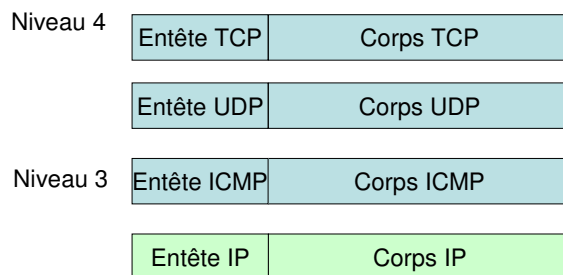 Niveau 4
Entête TCP Corps TCP
Entête UDP Corps UDP
Niveau 3 Entête ICMP Corps ICMP
Entête IP Corps IP